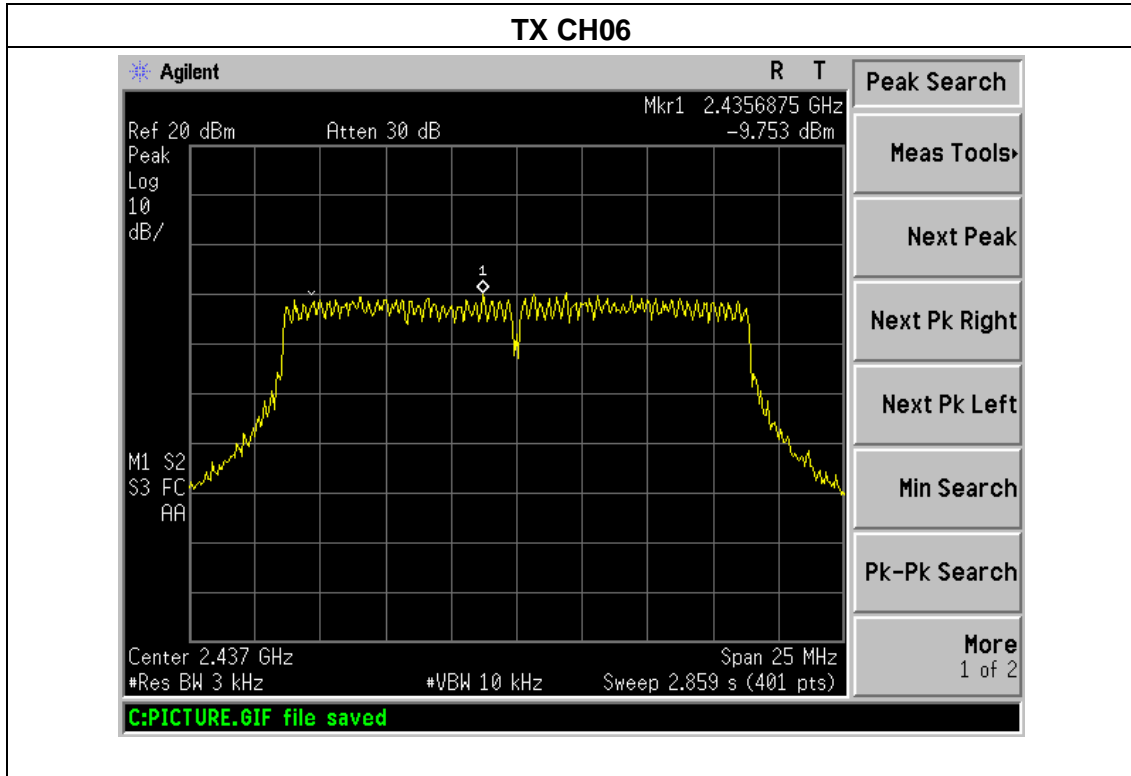 TX CH06
Agilent R T
Peak Search
Mkr1 2.4356875 GHz
Ref 20 dBm Atten 30 dB -9.753 dBm
Peak
Log
10
dB/
1
M1 S2
S3 FC
AA
Center 2.437 GHz Span 25 MHz
#Res BW 3 kHz #VBW 10 kHz Sweep 2.859 s (401 pts)
C:PICTURE.GIF file saved
Meas Tools
Next Peak
Next Pk Right
Next Pk Left
Min Search
Pk-Pk Search
More
1 of 2